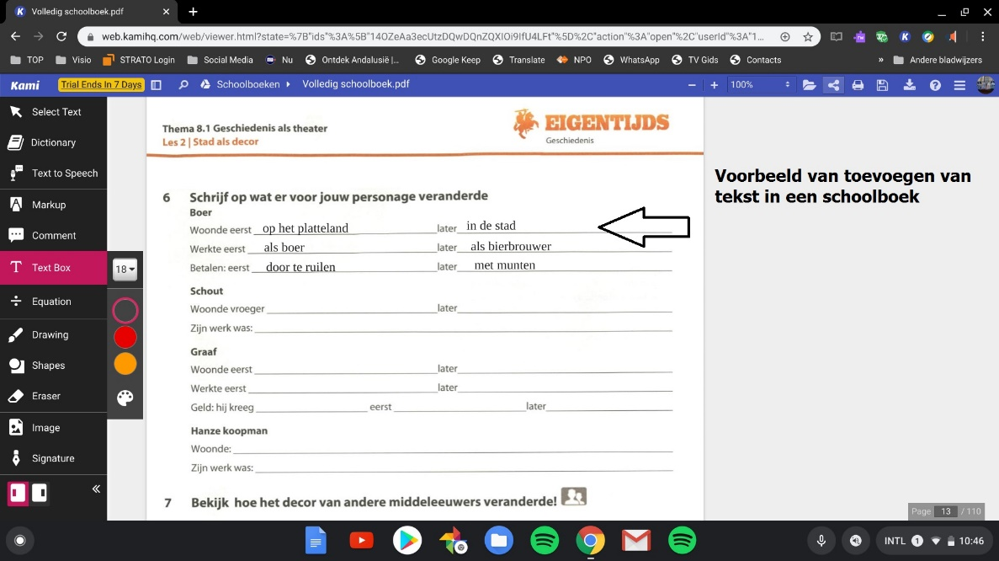 Volledig schoolboek.pdf
web.kamihq.com/web/viewer.html?state=%7B"ids"%3A%5B"14OZeAa3ecUtzDQwDQnZQXIOi9IfU4LFt"%5D%2C"action"%3A"open"%2C"userId"%3A"1...
TOP Visio STRATO Login Social Media Nu Ontdek Andalusië |... Google Keep Translate NPO WhatsApp TV Gids Contacts » Andere bladwijzers
Kami Trial Ends In 7 Days Schoolboeken Volledig schoolboek.pdf 100%
Select Text
Dictionary
Text to Speech
Markup
Comment
Text Box
18
Equation
Drawing
Shapes
Eraser
Image
Signature
Thema 8.1 Geschiedenis als theater
Les 2 | Stad als decor
EIGENTIJDS
Geschiedenis
Voorbeeld van toevoegen van
tekst in een schoolboek
6 Schrijf op wat er voor jouw personage veranderde
Boer
Woonde eerst op het platteland later in de stad
Werkte eerst als boer later als bierbrouwer
Betalen: eerst door te ruilen later met munten
Schout
Woonde vroeger later
Zijn werk was:
Graaf
Woonde eerst later
Werkte eerst later
Geld: hij kreeg eerst later
Hanze koopman
Woonde:
Zijn werk was:
7 Bekijk hoe het decor van andere middeleeuwers veranderde!
Page 13 / 110
INTL 1 10:46